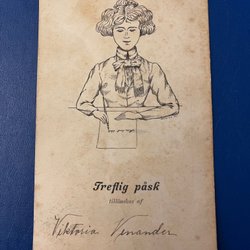 Treflig påsk
tillönskas af
Viktoria Venander